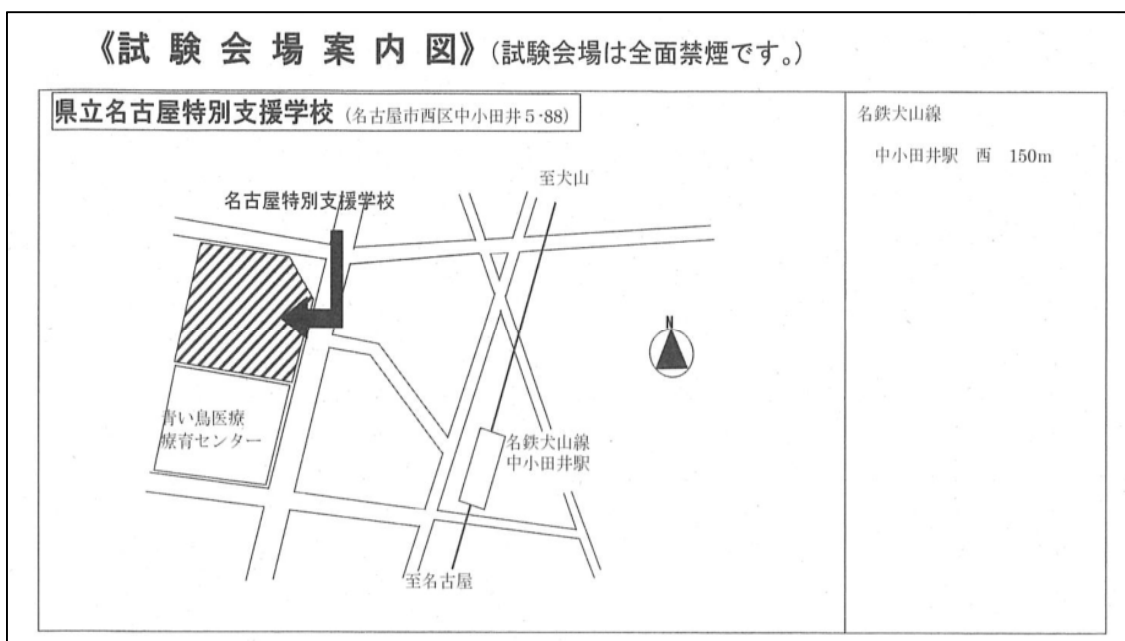 《試験会場案内図》(試験会場は全面禁煙です。)
県立名古屋特別支援学校 (名古屋市西区中小田井5-88)
名鉄犬山線
中小田井駅 西 150m
至犬山
名古屋特別支援学校
N
青い鳥医療
療育センター
名鉄犬山線
中小田井駅
至名古屋